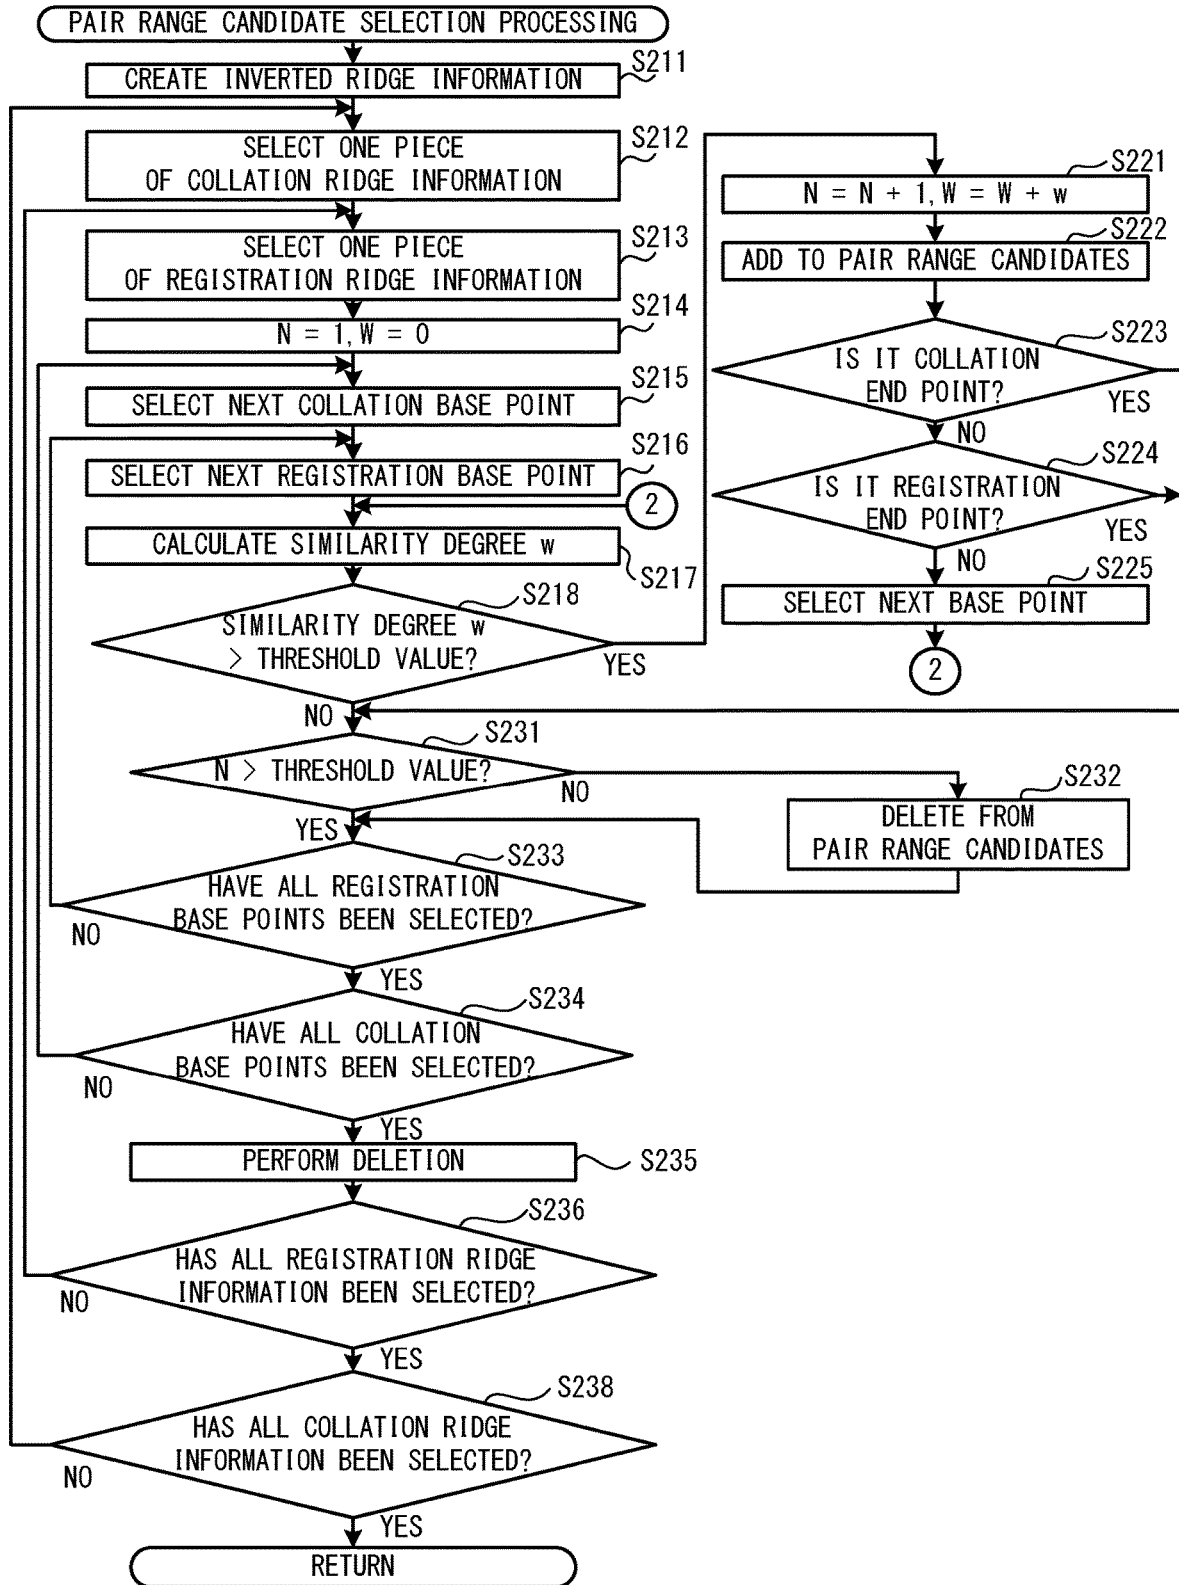 PAIR RANGE CANDIDATE SELECTION PROCESSING
S211
CREATE INVERTED RIDGE INFORMATION
S212
SELECT ONE PIECE
OF COLLATION RIDGE INFORMATION
S213
SELECT ONE PIECE
OF REGISTRATION RIDGE INFORMATION
S214
N = 1, W = 0
S215
SELECT NEXT COLLATION BASE POINT
S216
SELECT NEXT REGISTRATION BASE POINT
2
CALCULATE SIMILARITY DEGREE w
S217
S218
SIMILARITY DEGREE w
> THRESHOLD VALUE?
YES
NO
S221
N = N + 1, W = W + w
S222
ADD TO PAIR RANGE CANDIDATES
S223
IS IT COLLATION
END POINT?
YES
NO
S224
IS IT REGISTRATION
END POINT?
YES
NO
S225
SELECT NEXT BASE POINT
2
S231
N > THRESHOLD VALUE?
NO
YES
S232
DELETE FROM
PAIR RANGE CANDIDATES
S233
HAVE ALL REGISTRATION
BASE POINTS BEEN SELECTED?
NO
YES
S234
HAVE ALL COLLATION
BASE POINTS BEEN SELECTED?
NO
YES
PERFORM DELETION
S235
S236
HAS ALL REGISTRATION RIDGE
INFORMATION BEEN SELECTED?
NO
YES
S238
HAS ALL COLLATION RIDGE
INFORMATION BEEN SELECTED?
NO
YES
RETURN